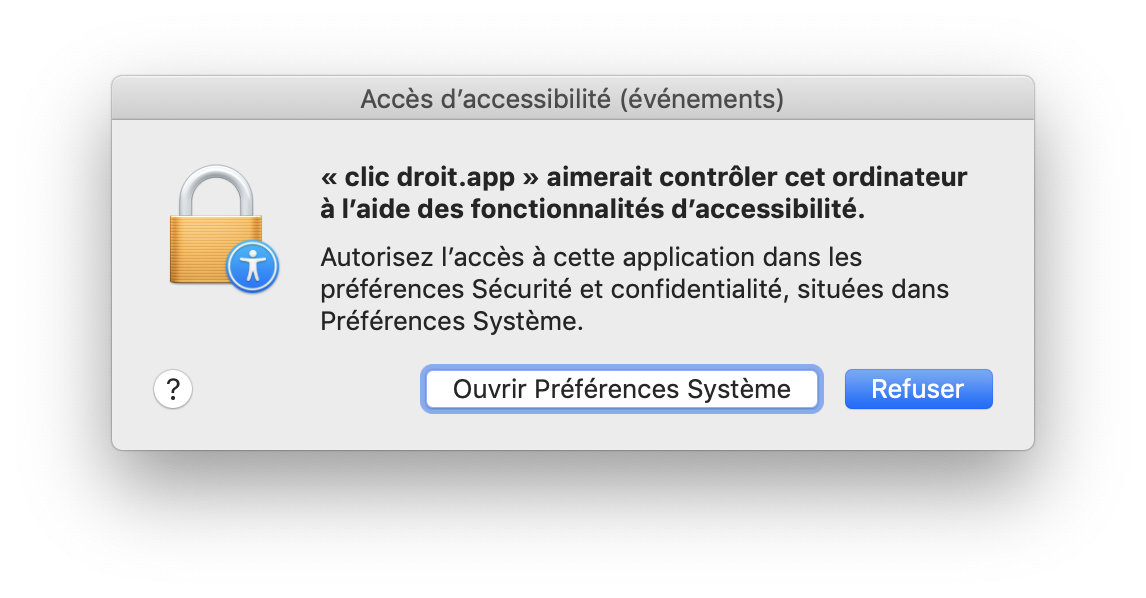 Accès d’accessibilité (événements)
« clic droit.app » aimerait contrôler cet ordinateur
à l’aide des fonctionnalités d’accessibilité.
Autorisez l’accès à cette application dans les
préférences Sécurité et confidentialité, situées dans
Préférences Système.
?
Ouvrir Préférences Système
Refuser